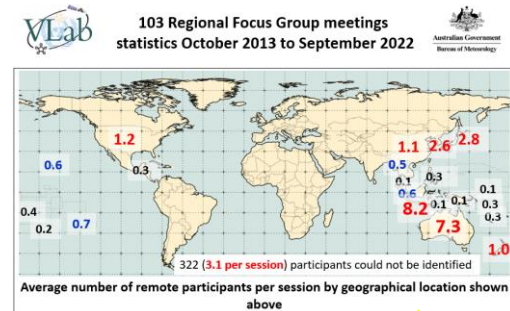 VLab
103 Regional Focus Group meetings
statistics October 2013 to September 2022
Australian Government
Bureau of Meteorology
1.2
1.1 2.6 2.8
0.6
0.3
0.5
0.1 0.3
0.6
0.1
0.4
8.2 0.1 0.1
0.3
0.3
0.2
0.7
7.3
1.0
322 (3.1 per session) participants could not be identified
Average number of remote participants per session by geographical location shown
above